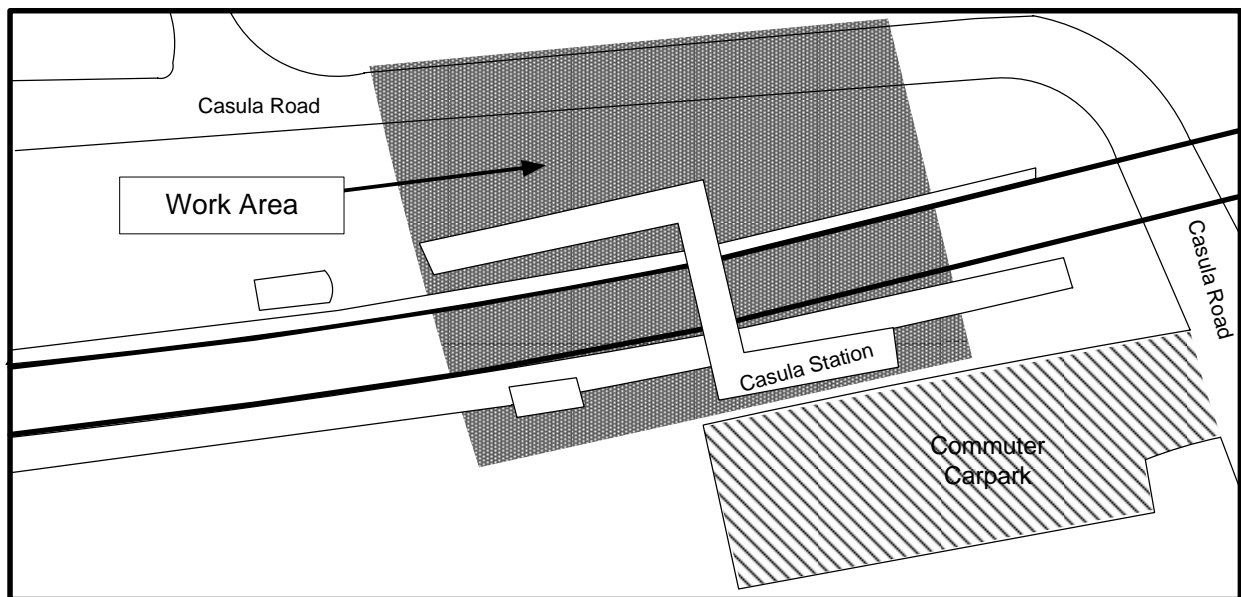 Casula Road
Work Area
Casula Road
Casula Station
Commuter
Carpark